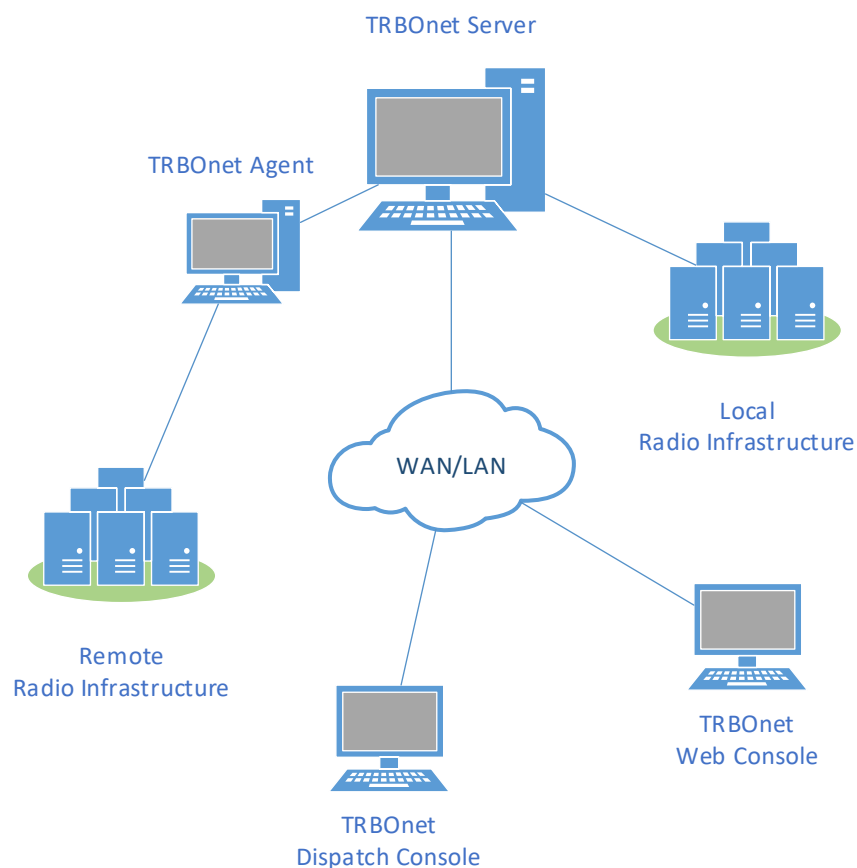 TRBOnet Server
TRBOnet Agent
Local
Radio Infrastructure
WAN/LAN
Remote
Radio Infrastructure
TRBOnet
Web Console
TRBOnet
Dispatch Console